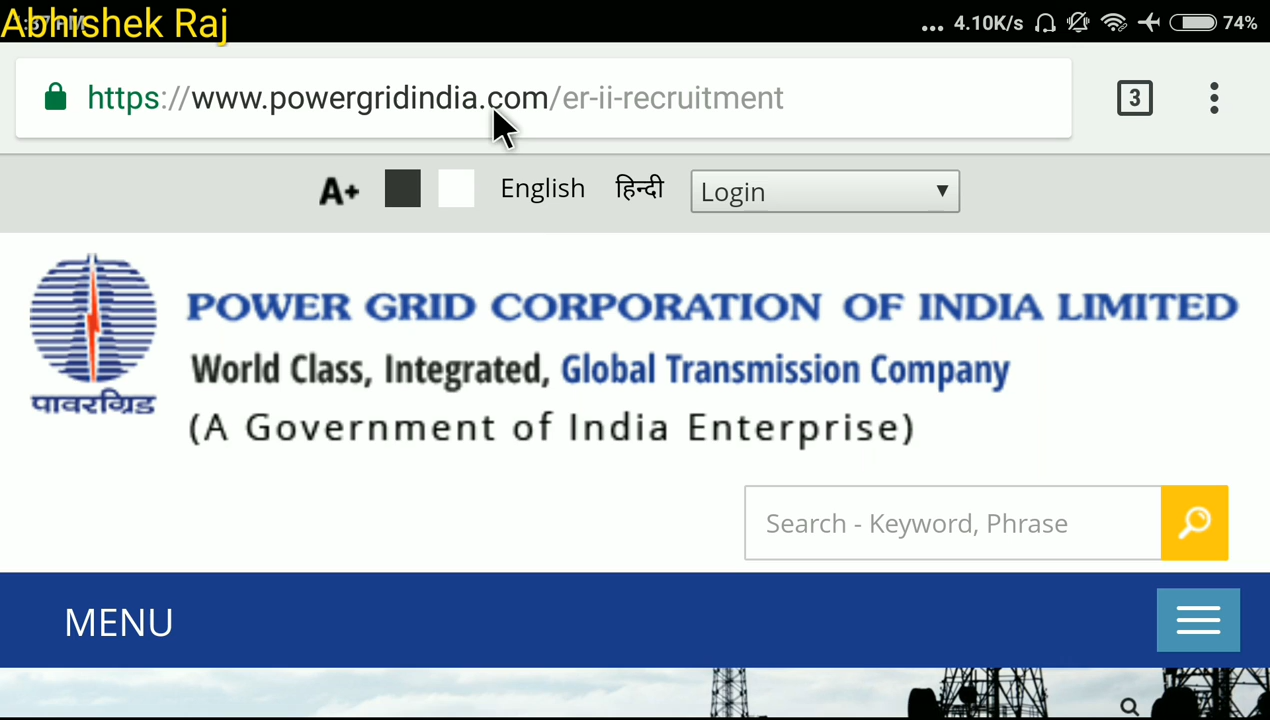 Abhishek Raj
... 4.10K/s 74%
https://www.powergridindia.com/er-ii-recruitment
3
A+ English हिन्दी Login
POWER GRID CORPORATION OF INDIA LIMITED
World Class, Integrated, Global Transmission Company
पावरग्रिड
(A Government of India Enterprise)
Search - Keyword, Phrase
MENU